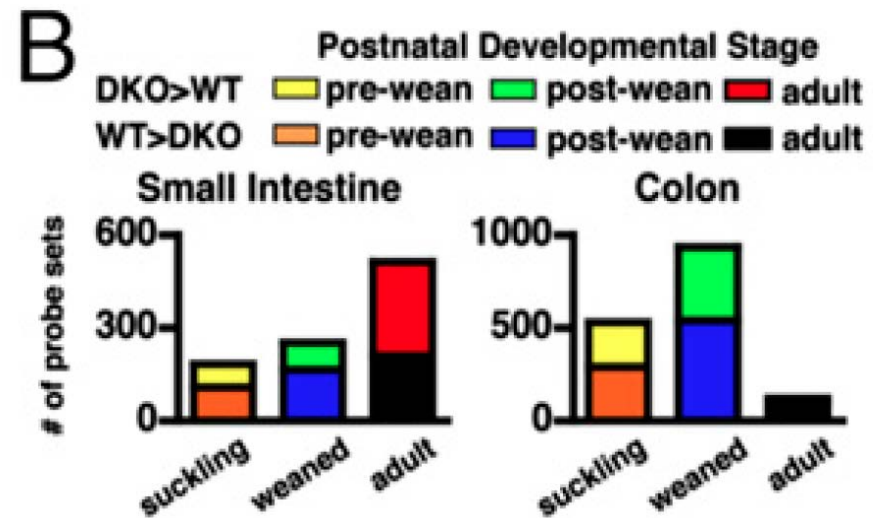 B
Postnatal Developmental Stage
DKO>WT pre-wean post-wean adult
WT>DKO pre-wean post-wean adult
Small Intestine
# of probe sets
600
300
0
suckling weaned adult
Colon
1000
500
0
suckling weaned adult